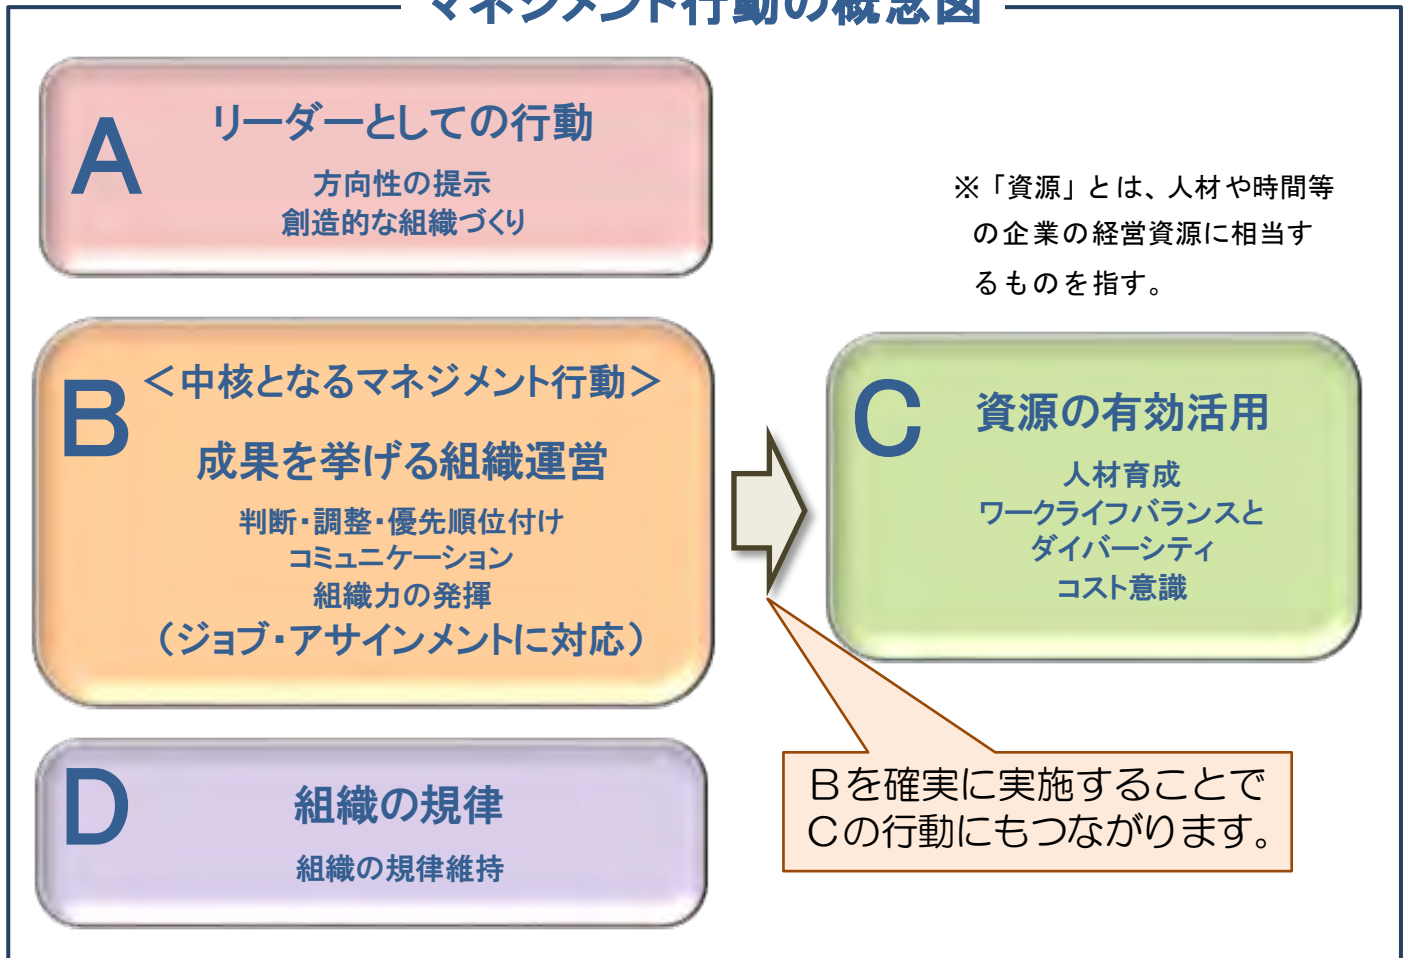 マネジメント行動の概念図
A
リーダーとしての行動
方向性の提示
創造的な組織づくり
※「資源」とは、人材や時間等
の企業の経営資源に相当す
るものを指す。
B
＜中核となるマネジメント行動＞
成果を挙げる組織運営
判断・調整・優先順位付け
コミュニケーション
組織力の発揮
（ジョブ・アサインメントに対応）
C
資源の有効活用
人材育成
ワークライフバランスと
ダイバーシティ
コスト意識
Ｂを確実に実施することで
Ｃの行動にもつながります。
D
組織の規律
組織の規律維持